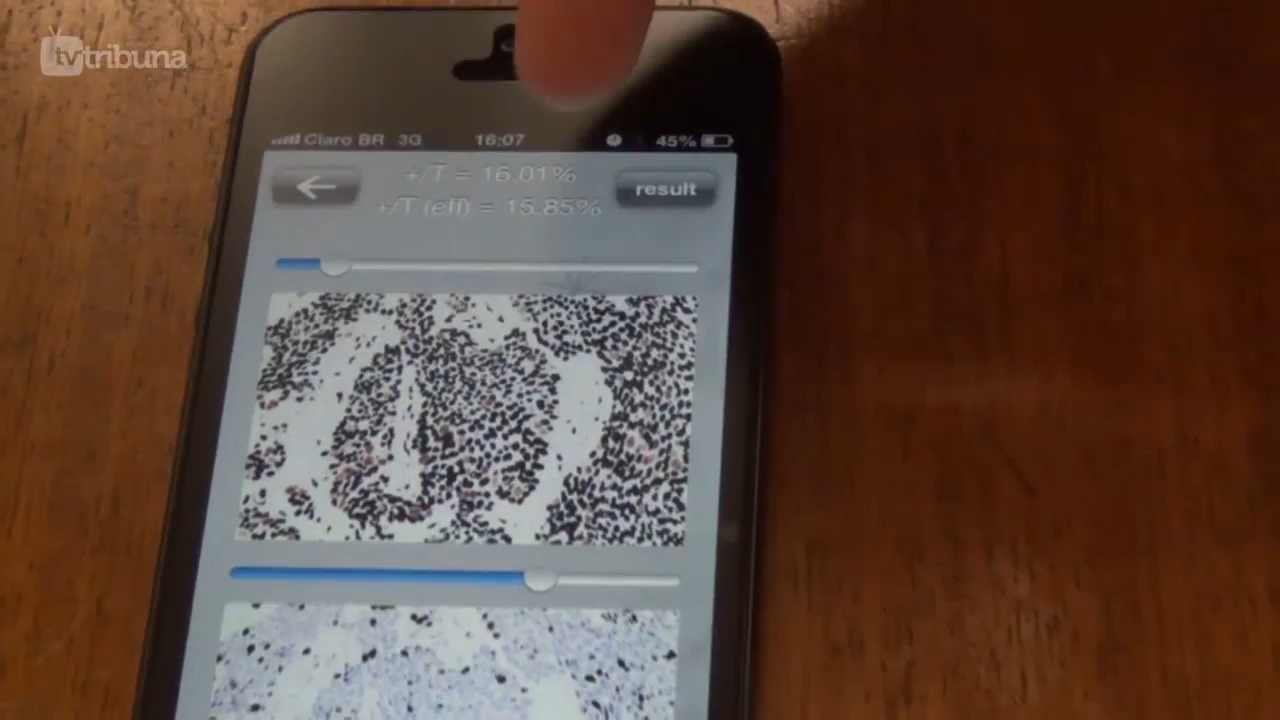 tvtribuna
Claro BR 3G 16:07 45%
+/T = 16.01%
result
+/T (eff) = 15.85%